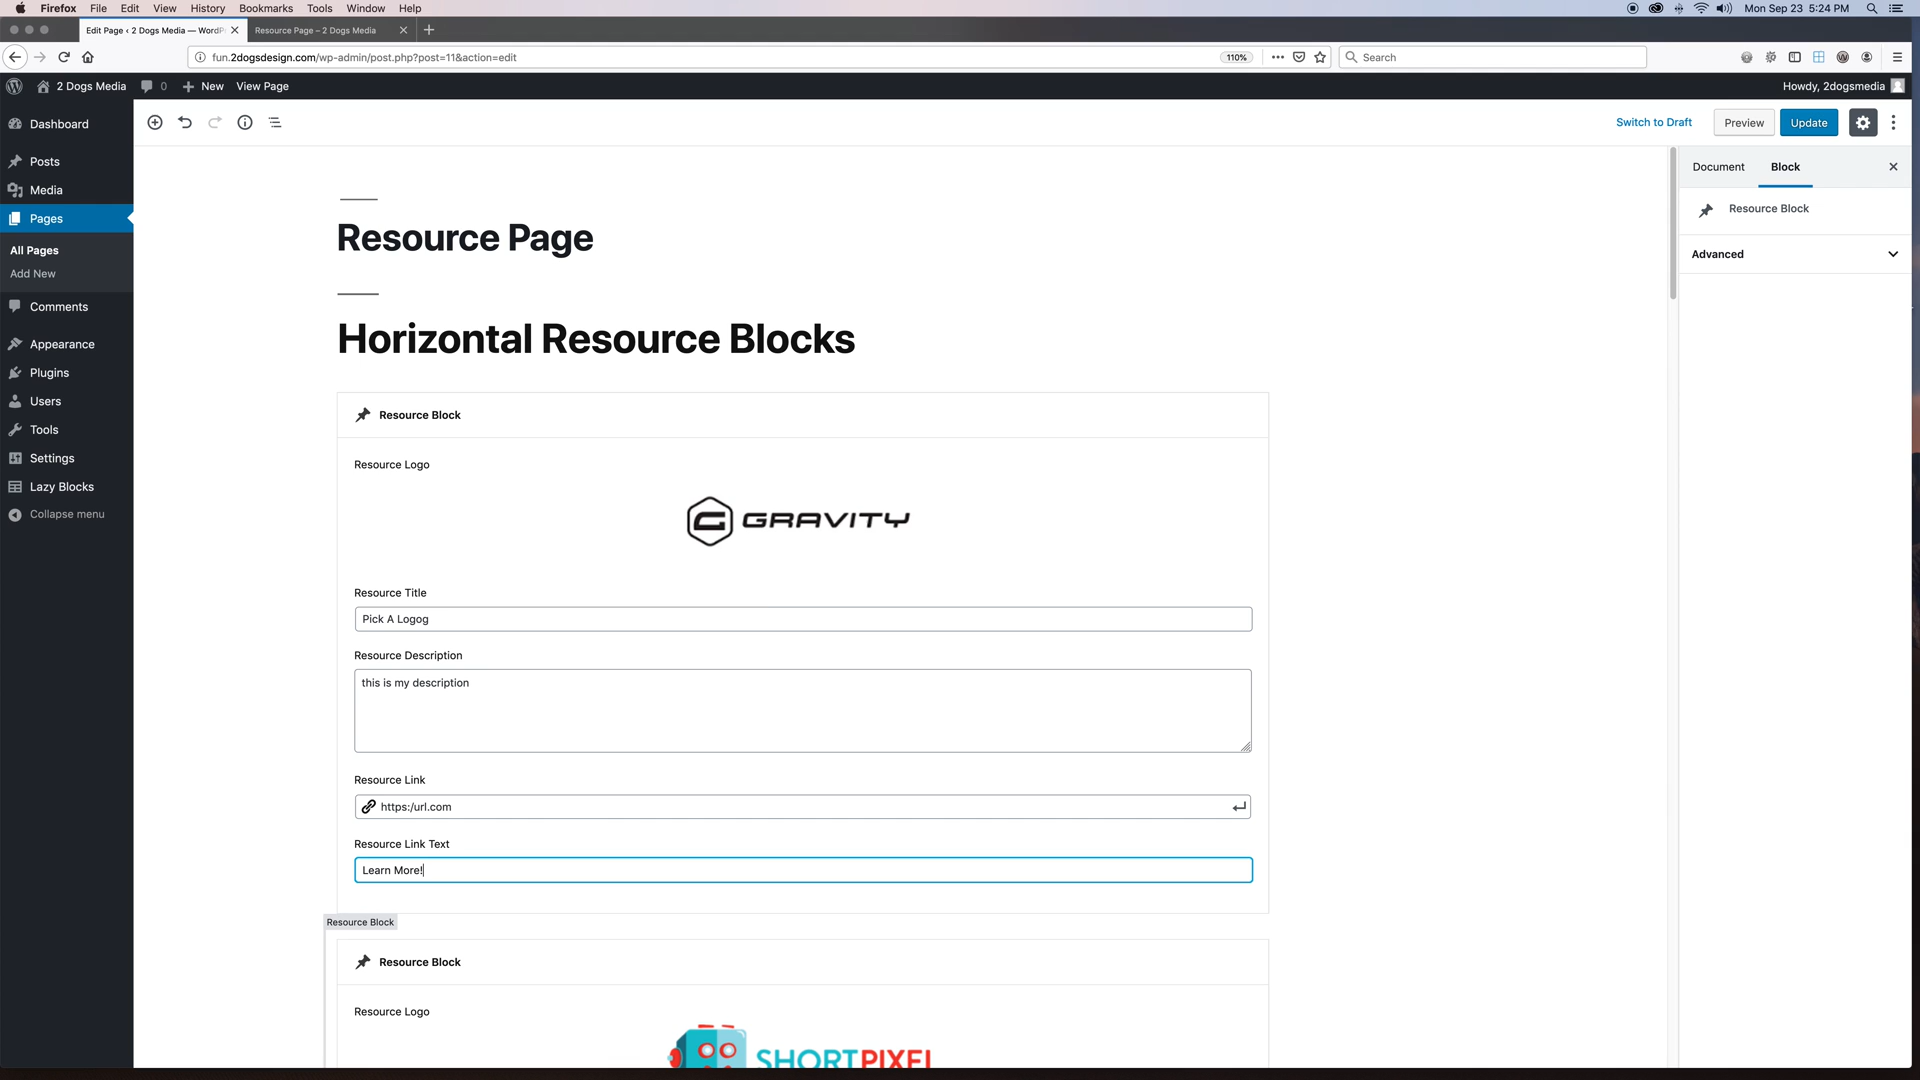 Firefox File Edit View History Bookmarks Tools Window Help
Mon Sep 23 5:24 PM
Edit Page ‹ 2 Dogs Media — WordP
Resource Page – 2 Dogs Media
fun.2dogsdesign.com/wp-admin/post.php?post=11&action=edit
110%
Search
2 Dogs Media 0 New View Page
Howdy, 2dogsmedia
Dashboard
Posts
Media
Pages
All Pages
Add New
Comments
Appearance
Plugins
Users
Tools
Settings
Lazy Blocks
Collapse menu
Switch to Draft Preview Update
Resource Page
Horizontal Resource Blocks
Resource Block
Resource Logo
GRAVITY
Resource Title
Pick A Logog
Resource Description
this is my description
Resource Link
https:/url.com
Resource Link Text
Learn More!
Resource Block
Resource Block
Resource Logo
SHORTPIXEL
Document Block
Resource Block
Advanced